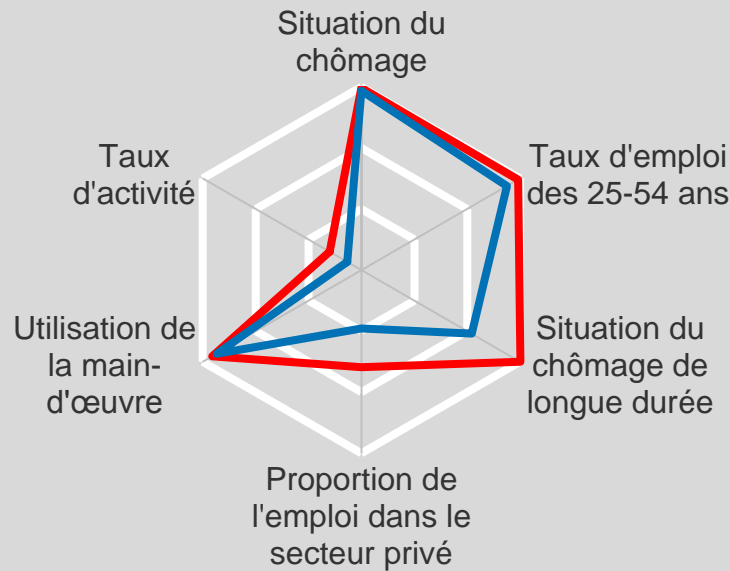 Situation du
chômage
Taux d'emploi
des 25-54 ans
Situation du
chômage de
longue durée
Proportion de
l'emploi dans le
secteur privé
Utilisation de
la main-
d'œuvre
Taux
d'activité